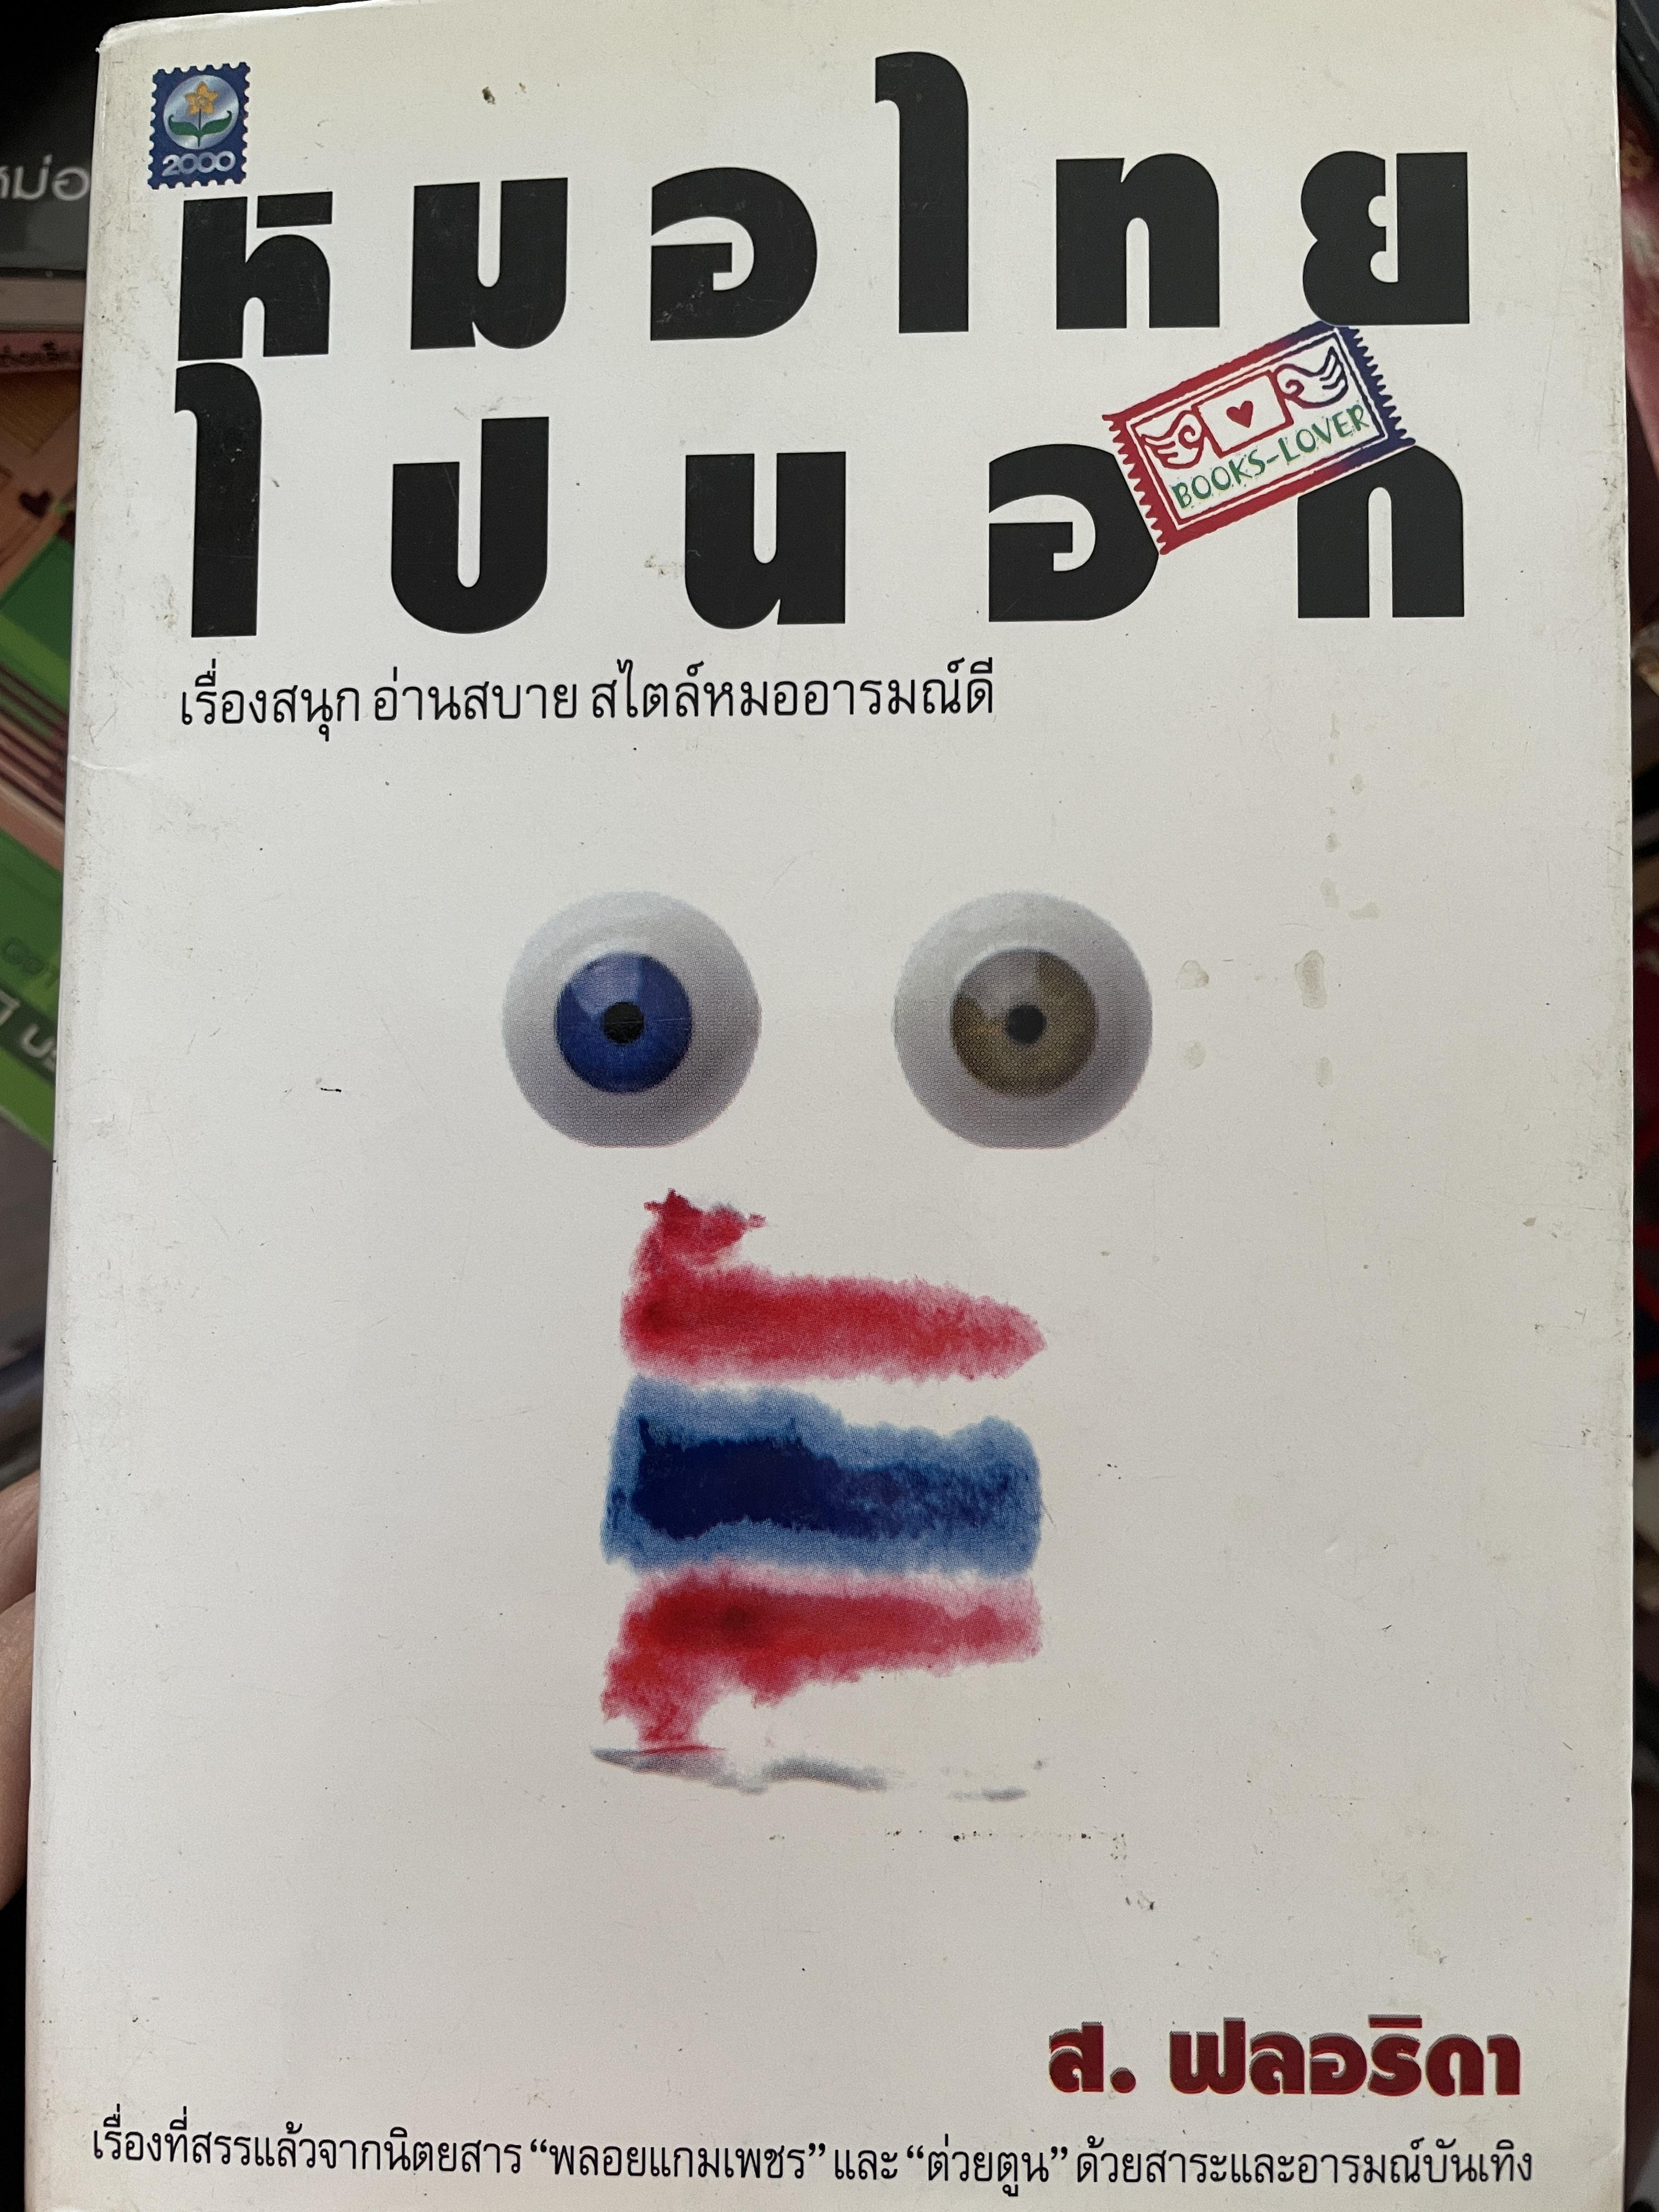 2000
หมอไทย
ไปนอก
BOOKS-LOVER
เรื่องสนุก อ่านสบาย สไตล์หมออารมณ์ดี
ส. ฟลอริดา
เรื่องที่สรรแล้วจากนิตยสาร “พลอยแกมเพชร” และ “ต่วยตูน” ด้วยสาระและอารมณ์บันเทิง